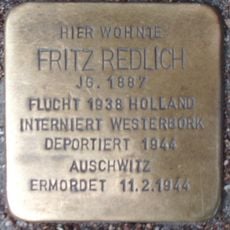 HIER WOHNTE
FRITZ REDLICH
JG. 1887
FLUCHT 1938 HOLLAND
INTERNIERT WESTERBORK
DEPORTIERT 1944
AUSCHWITZ
ERMORDET 11.2.1944